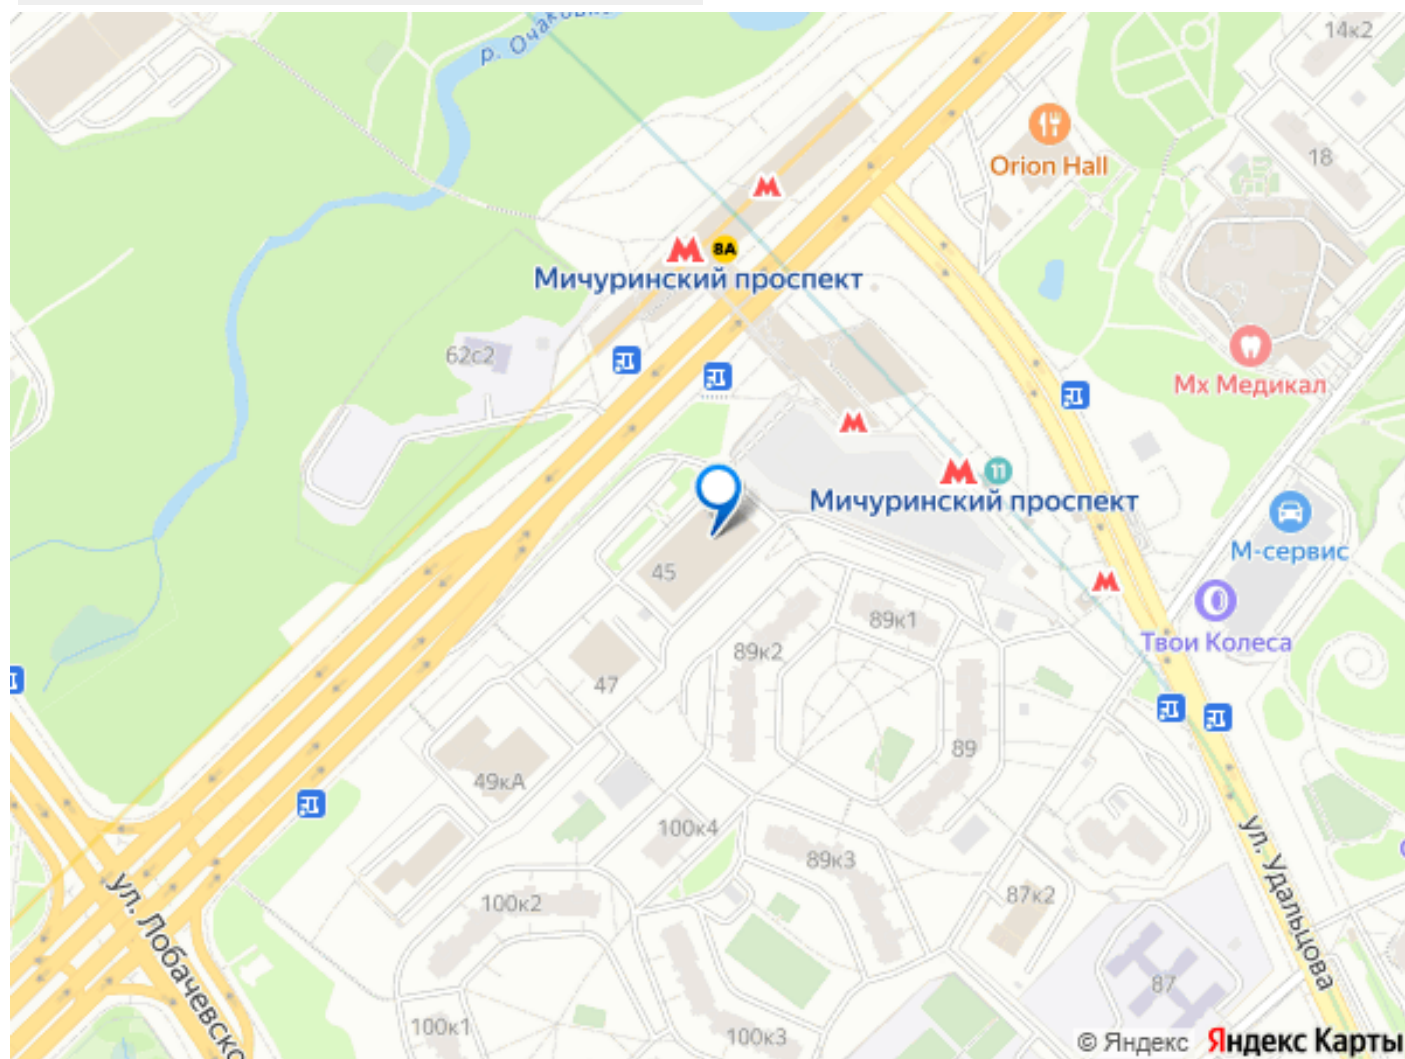 р. Очаковка
14к2
Orion Hall
18
8А
Мичуринский проспект
62с2
Мх Медикал
11
Мичуринский проспект
М-сервис
45
Твои Колеса
89к1
89к2
47
89
49кА
100к4
89к3
87к2
100к2
ул. Удальцова
ул. Лобачевско
87
100к1
100к3
© Яндекс Яндекс Карты